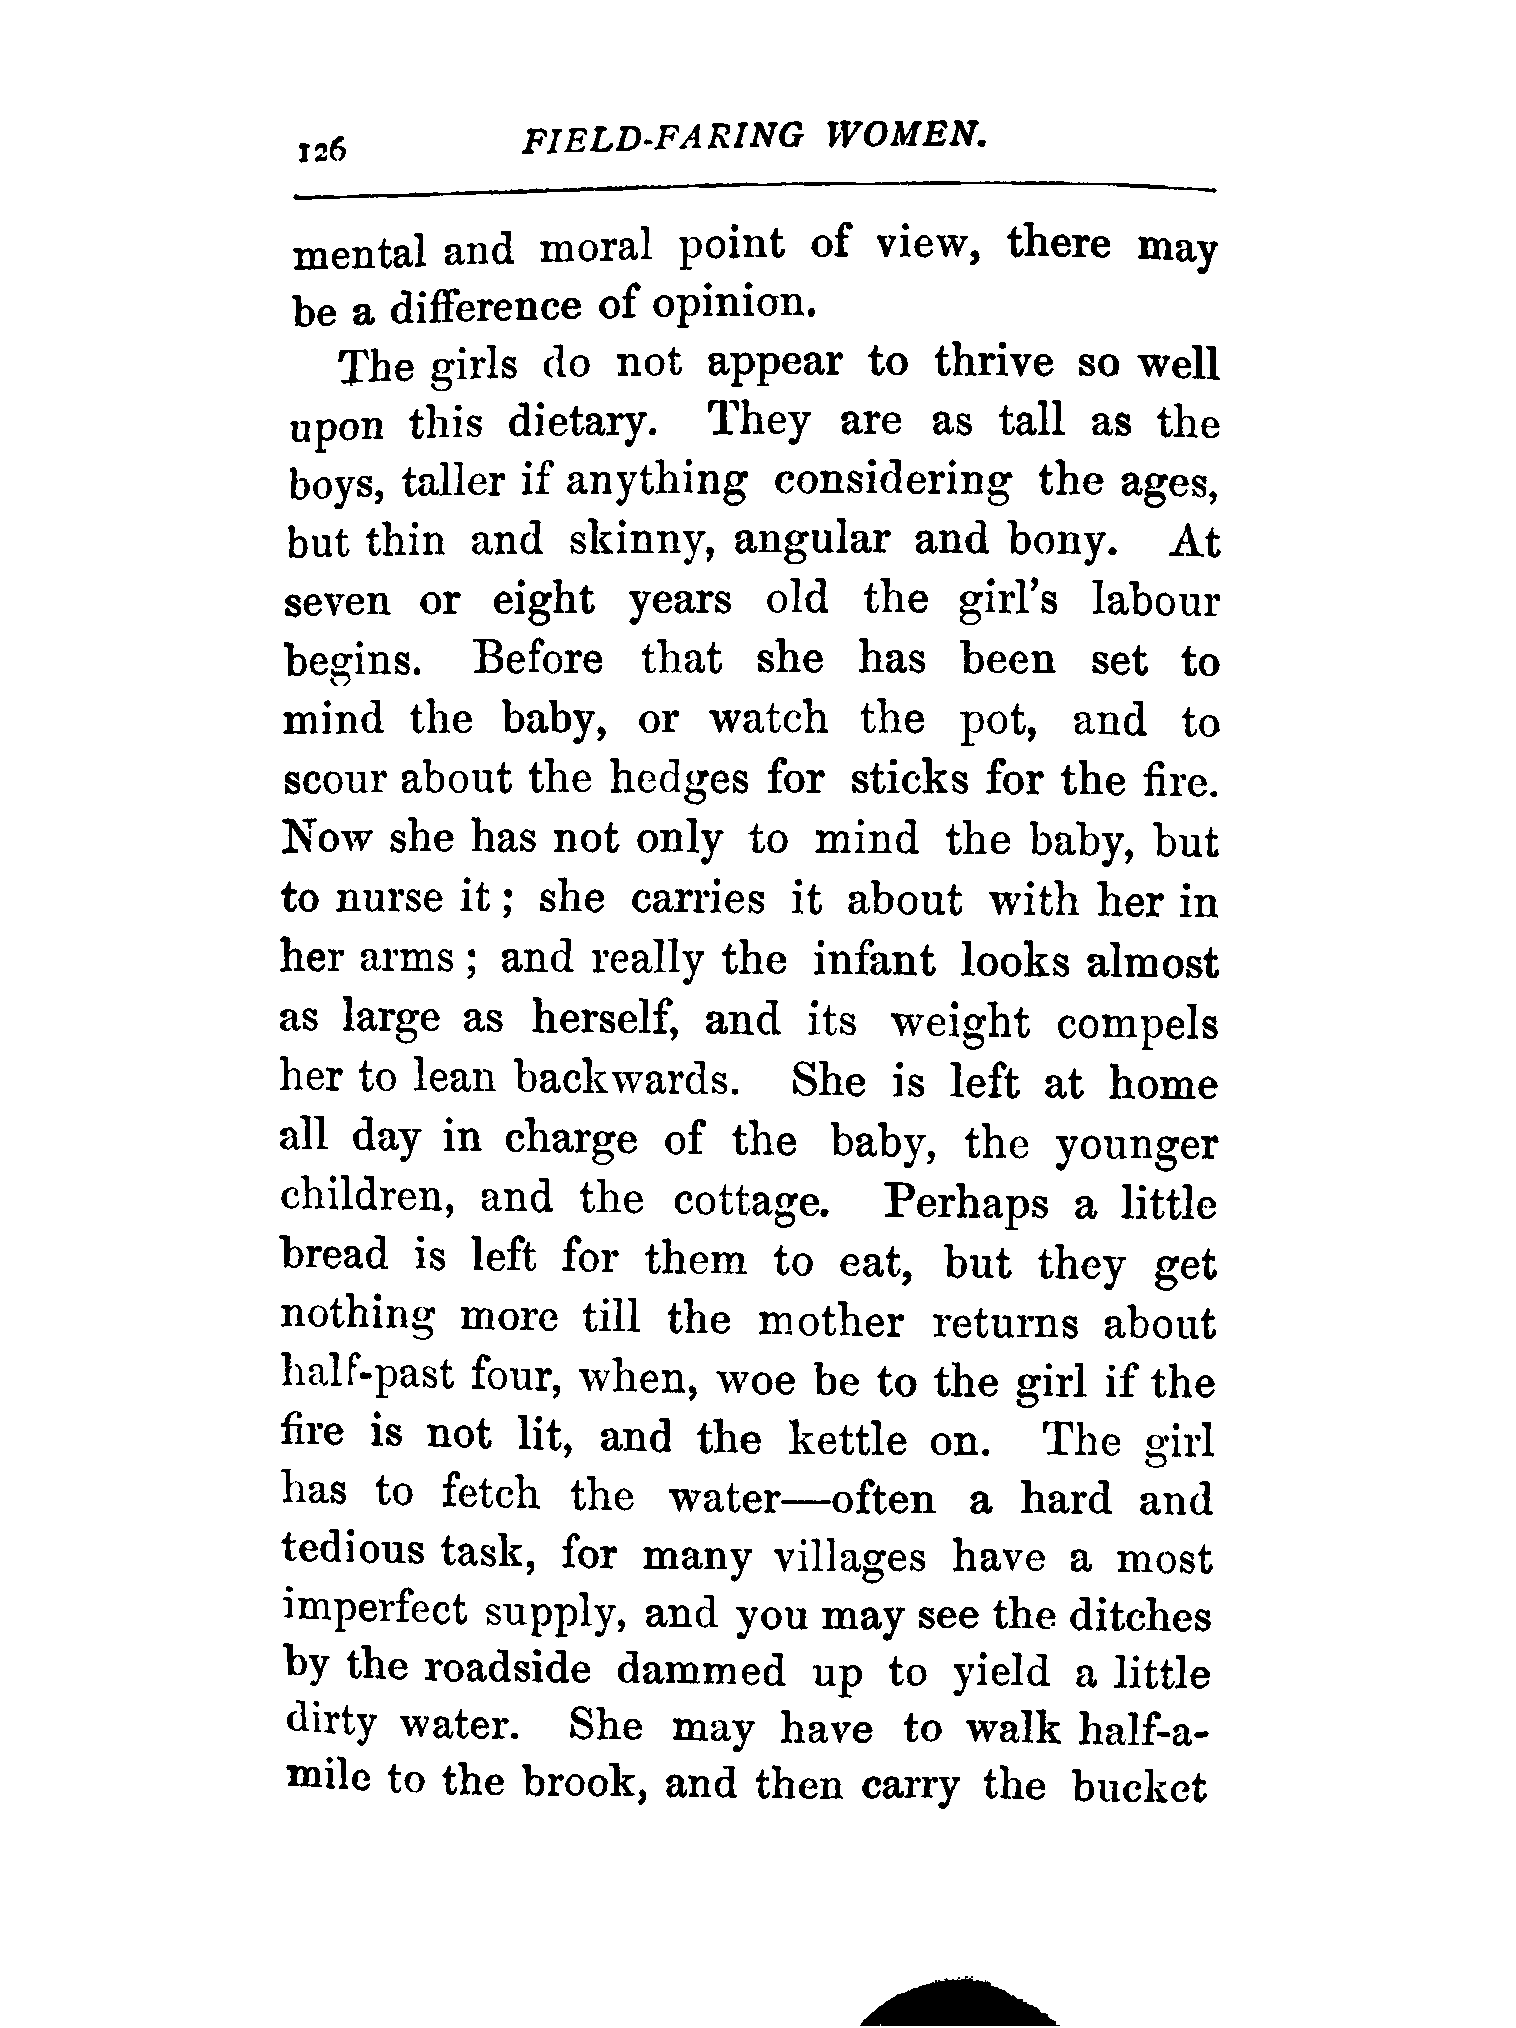 126 FIELD-FARING WOMEN.
mental and moral point of view, there may
be a difference of opinion.
The girls do not appear to thrive so well
upon this dietary. They are as tall as the
boys, taller if anything considering the ages,
but thin and skinny, angular and bony. At
seven or eight years old the girl's labour
begins. Before that she has been set to
mind the baby, or watch the pot, and to
scour about the hedges for sticks for the fire.
Now she has not only to mind the baby, but
to nurse it; she carries it about with her in
her arms; and really the infant looks almost
as large as herself, and its weight compels
her to lean backwards. She is left at home
all day in charge of the baby, the younger
children, and the cottage. Perhaps a little
bread is left for them to eat, but they get
nothing more till the mother returns about
half-past four, when, woe be to the girl if the
fire is not lit, and the kettle on. The girl
has to fetch the water—often a hard and
tedious task, for many villages have a most
imperfect supply, and you may see the ditches
by the roadside dammed up to yield a little
dirty water. She may have to walk half-a-
mile to the brook, and then carry the bucket